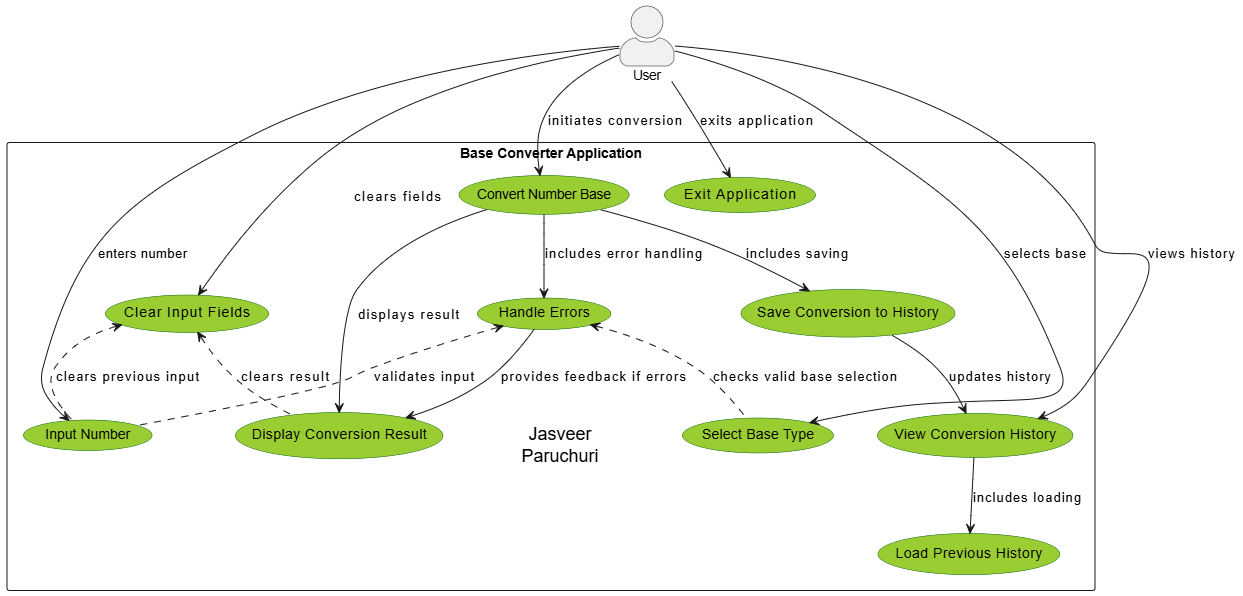 User
initiates conversion
exits application
Base Converter Application
clears fields
Convert Number Base
Exit Application
enters number
includes error handling
includes saving
selects base
views history
Clear Input Fields
displays result
Handle Errors
Save Conversion to History
clears previous input
clears result
validates input
provides feedback if errors
checks valid base selection
updates history
Input Number
Display Conversion Result
Jasveer
Paruchuri
Select Base Type
View Conversion History
includes loading
Load Previous History